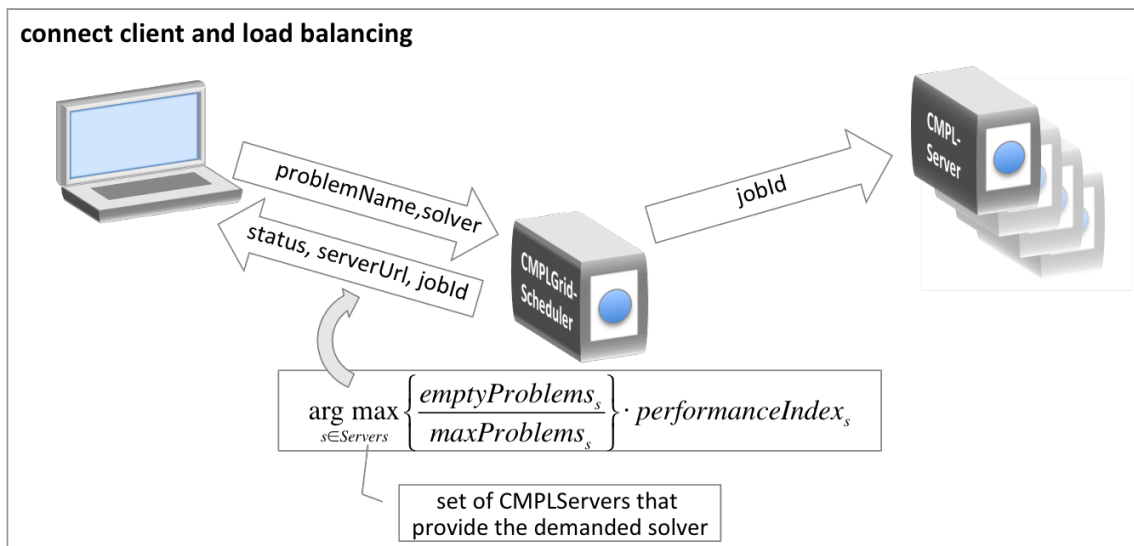 connect client and load balancing
problemName,solver
status, serverUrl, jobId
CMPLGrid-
Scheduler
jobId
CMPL-
Server
arg max { emptyProblems_s / maxProblems_s } · performanceIndex_s
s∈Servers
set of CMPLServers that
provide the demanded solver